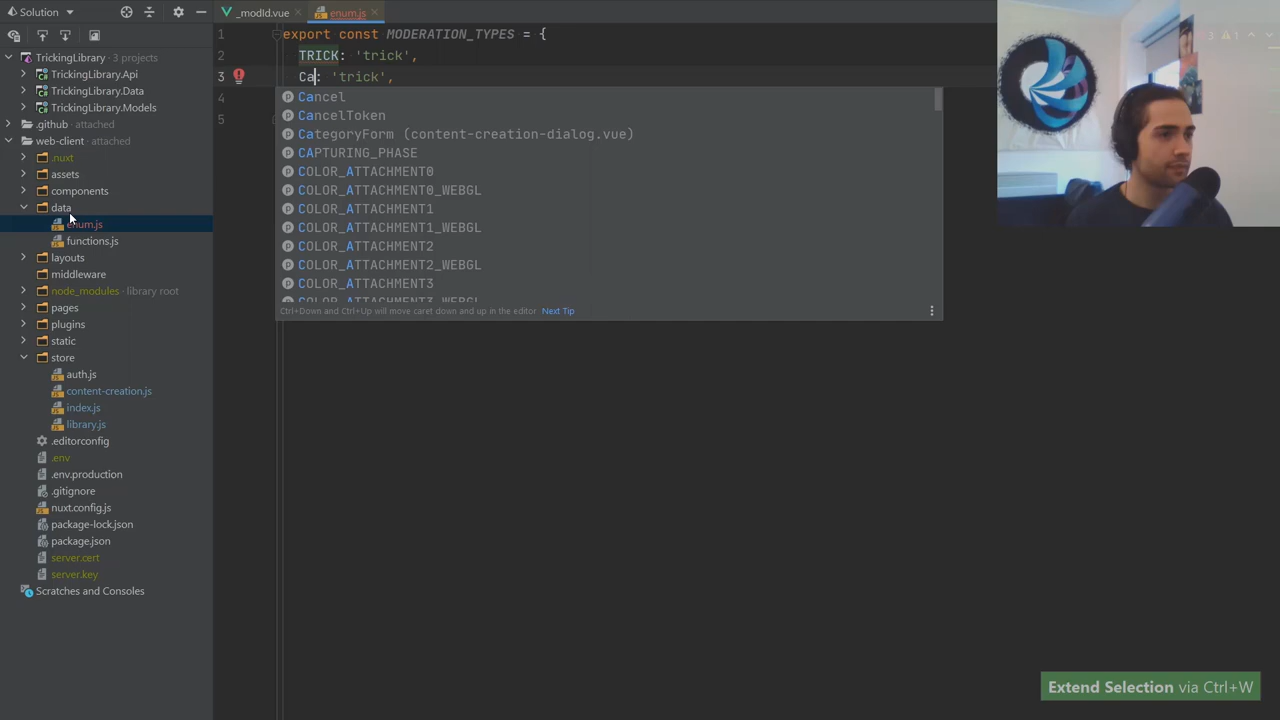 Solution
_modId.vue
enum.js
TrickingLibrary · 3 projects
TrickingLibrary.Api
TrickingLibrary.Data
TrickingLibrary.Models
.github · attached
web-client attached
.nuxt
assets
components
data
enum.js
functions.js
layouts
middleware
node_modules · library root
pages
plugins
static
store
auth.js
content-creation.js
index.js
library.js
.editorconfig
.env
.env.production
.gitignore
nuxt.config.js
package-lock.json
package.json
server.cert
server.key
Scratches and Consoles
1 export const MODERATION_TYPES = {
2 TRICK: 'trick',
3 Ca: 'trick',
4
5
Cancel
CancelToken
CategoryForm (content-creation-dialog.vue)
CAPTURING_PHASE
COLOR_ATTACHMENT0
COLOR_ATTACHMENT0_WEBGL
COLOR_ATTACHMENT1
COLOR_ATTACHMENT1_WEBGL
COLOR_ATTACHMENT2
COLOR_ATTACHMENT2_WEBGL
COLOR_ATTACHMENT3
COLOR_ATTACHMENT3_WEBGL
Ctrl+Down and Ctrl+Up will move caret down and up in the editor Next Tip
Extend Selection via Ctrl+W